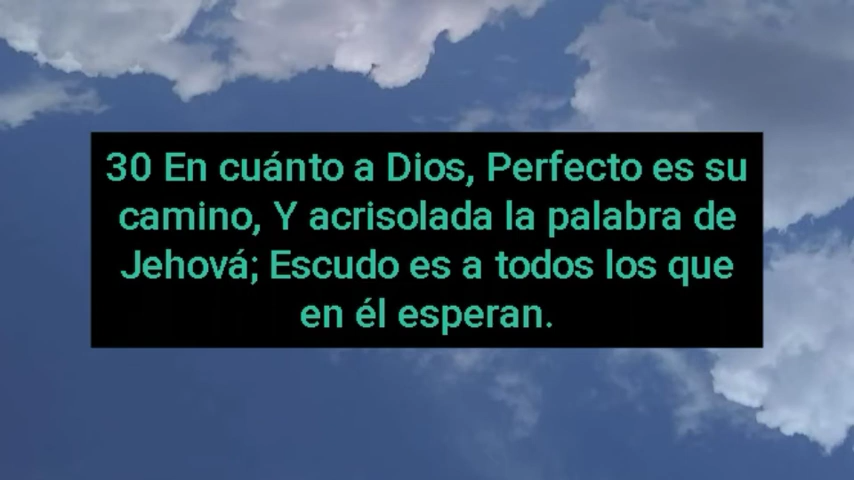 30 En cuánto a Dios, Perfecto es su
camino, Y acrisolada la palabra de
Jehová; Escudo es a todos los que
en él esperan.